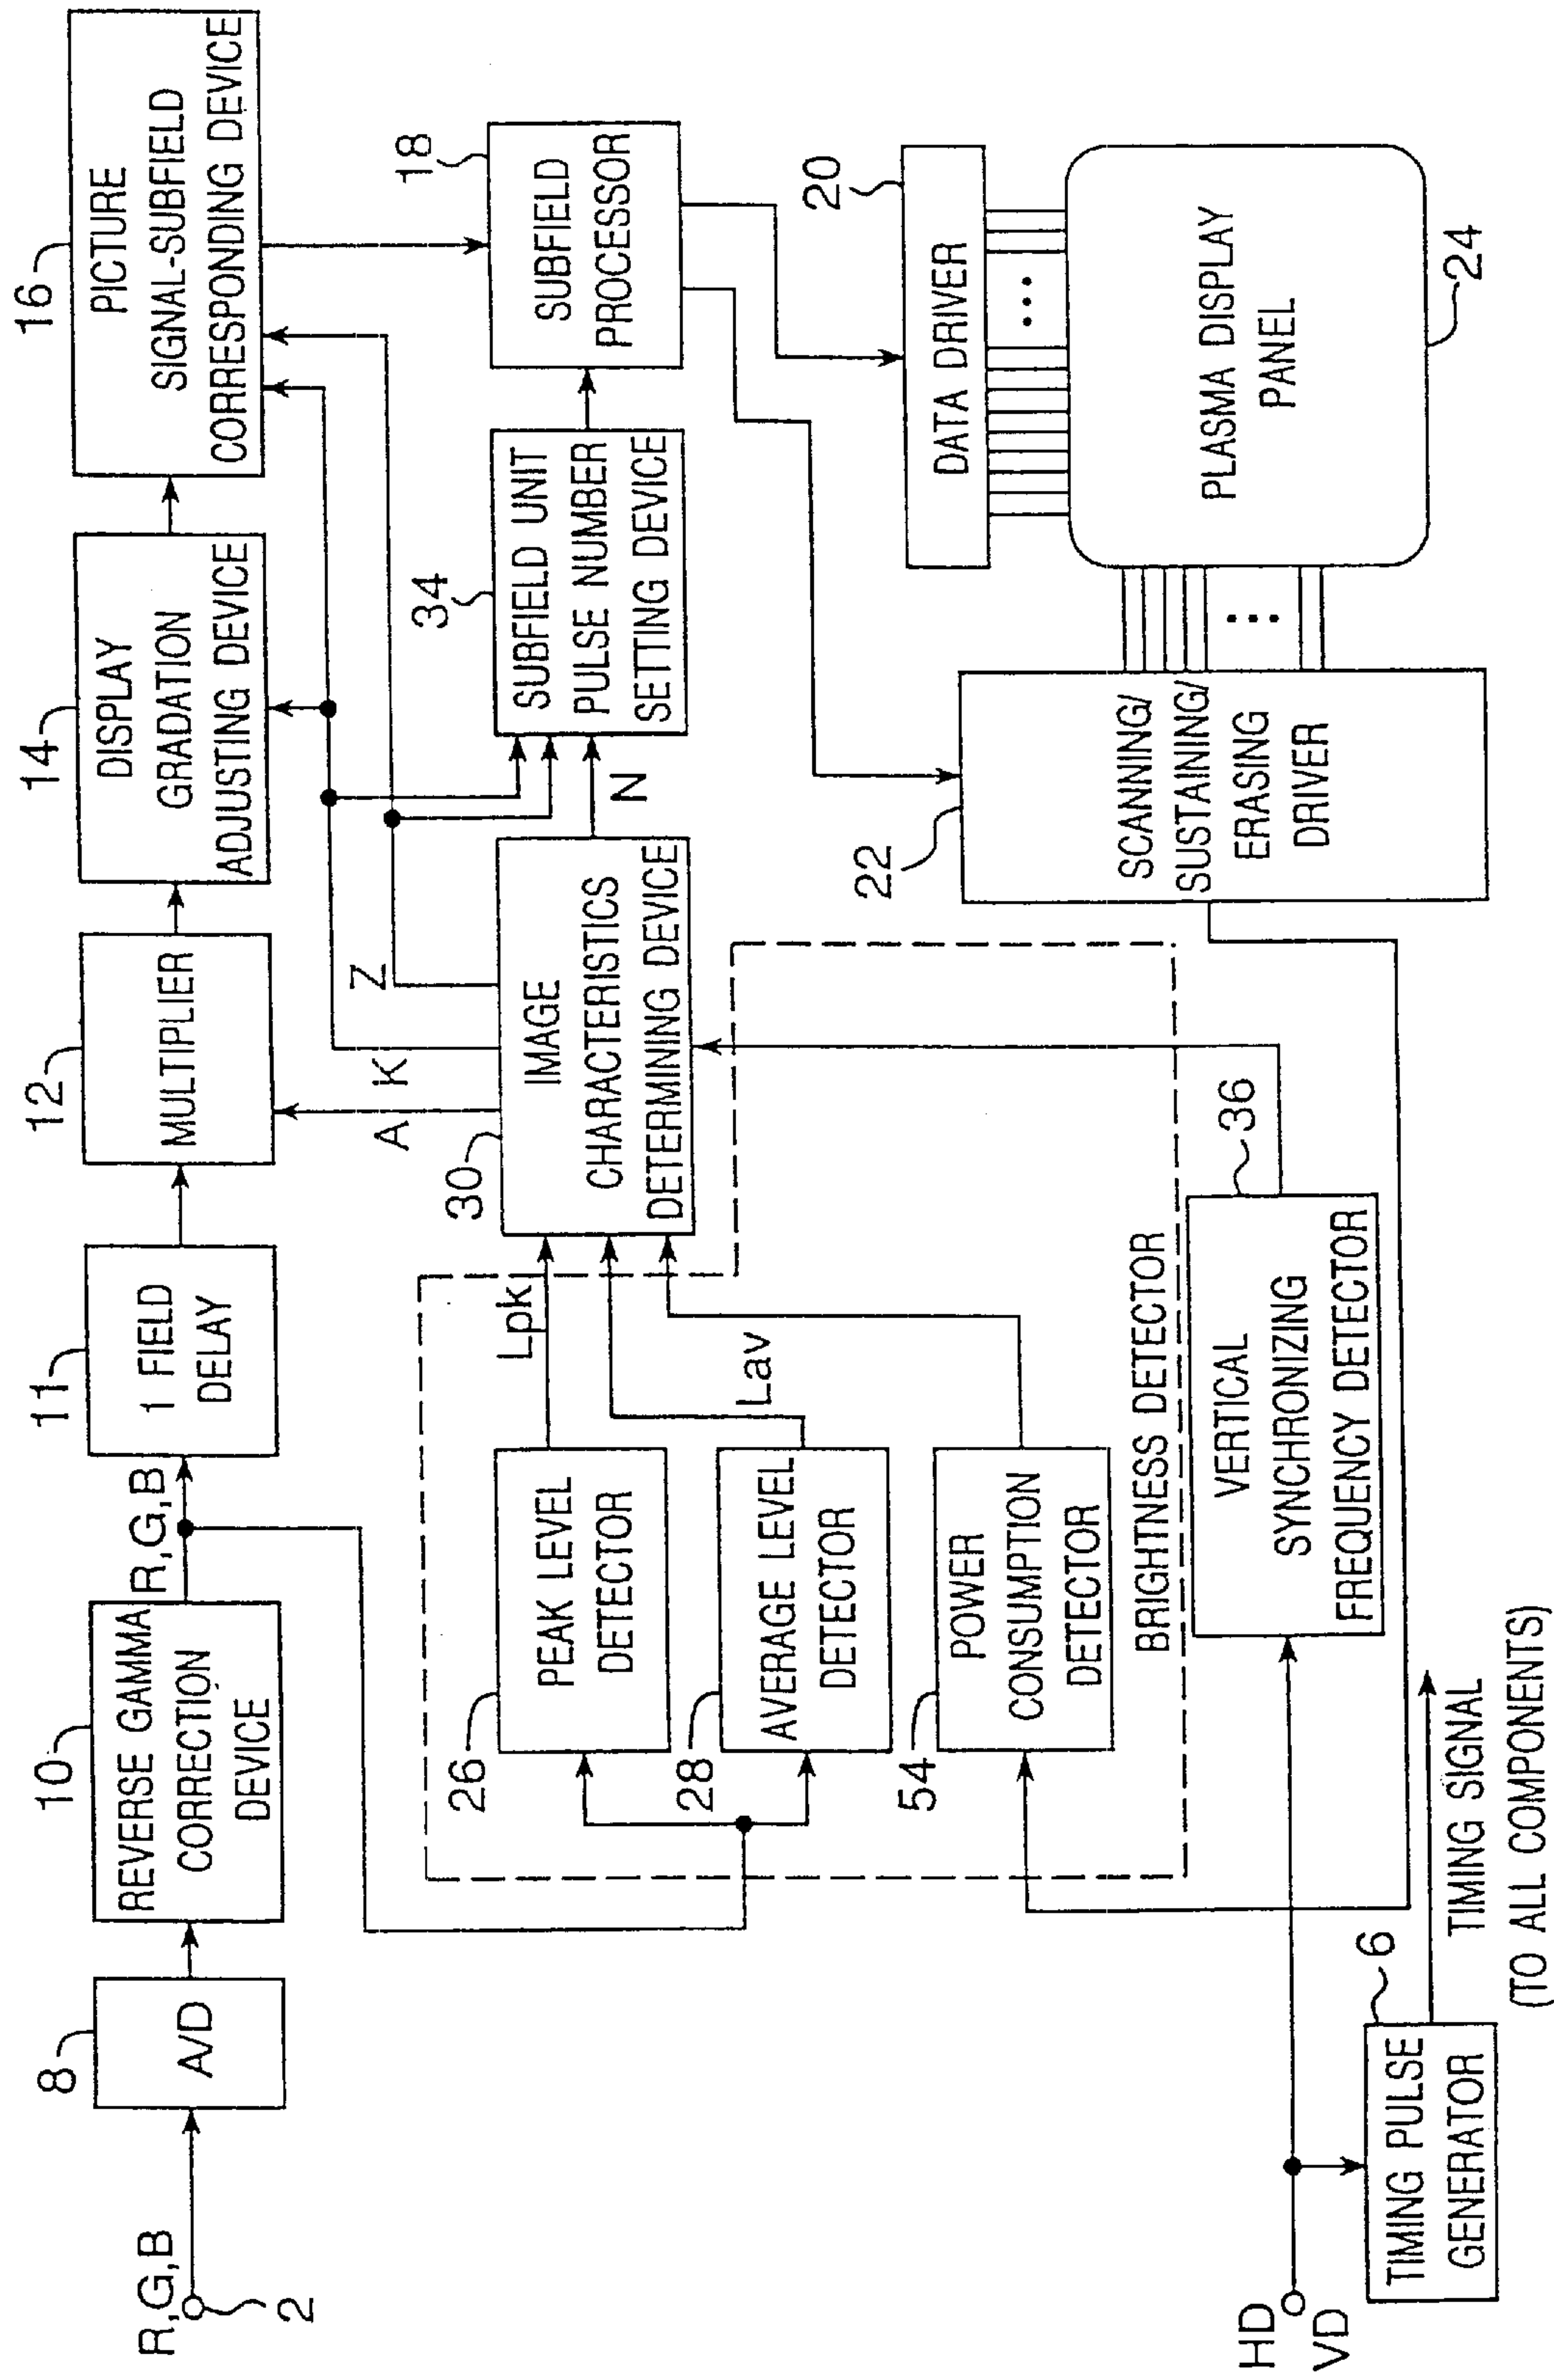 R,G,B
2
8
A/D
10
REVERSE GAMMA
CORRECTION
DEVICE
R,G,B
11
1 FIELD
DELAY
12
MULTIPLIER
14
DISPLAY
GRADATION
ADJUSTING DEVICE
16
PICTURE
SIGNAL-SUBFIELD
CORRESPONDING DEVICE
A
K
Z
26
PEAK LEVEL
DETECTOR
Lpk
28
AVERAGE LEVEL
DETECTOR
Lav
54
POWER
CONSUMPTION
DETECTOR
BRIGHTNESS DETECTOR
30
IMAGE
CHARACTERISTICS
DETERMINING DEVICE
N
34
SUBFIELD UNIT
PULSE NUMBER
SETTING DEVICE
18
SUBFIELD
PROCESSOR
20
DATA DRIVER
22
SCANNING/
SUSTAINING/
ERASING
DRIVER
PLASMA DISPLAY
PANEL
24
36
VERTICAL
SYNCHRONIZING
FREQUENCY DETECTOR
HD
VD
6
TIMING PULSE
GENERATOR
TIMING SIGNAL
(TO ALL COMPONENTS)